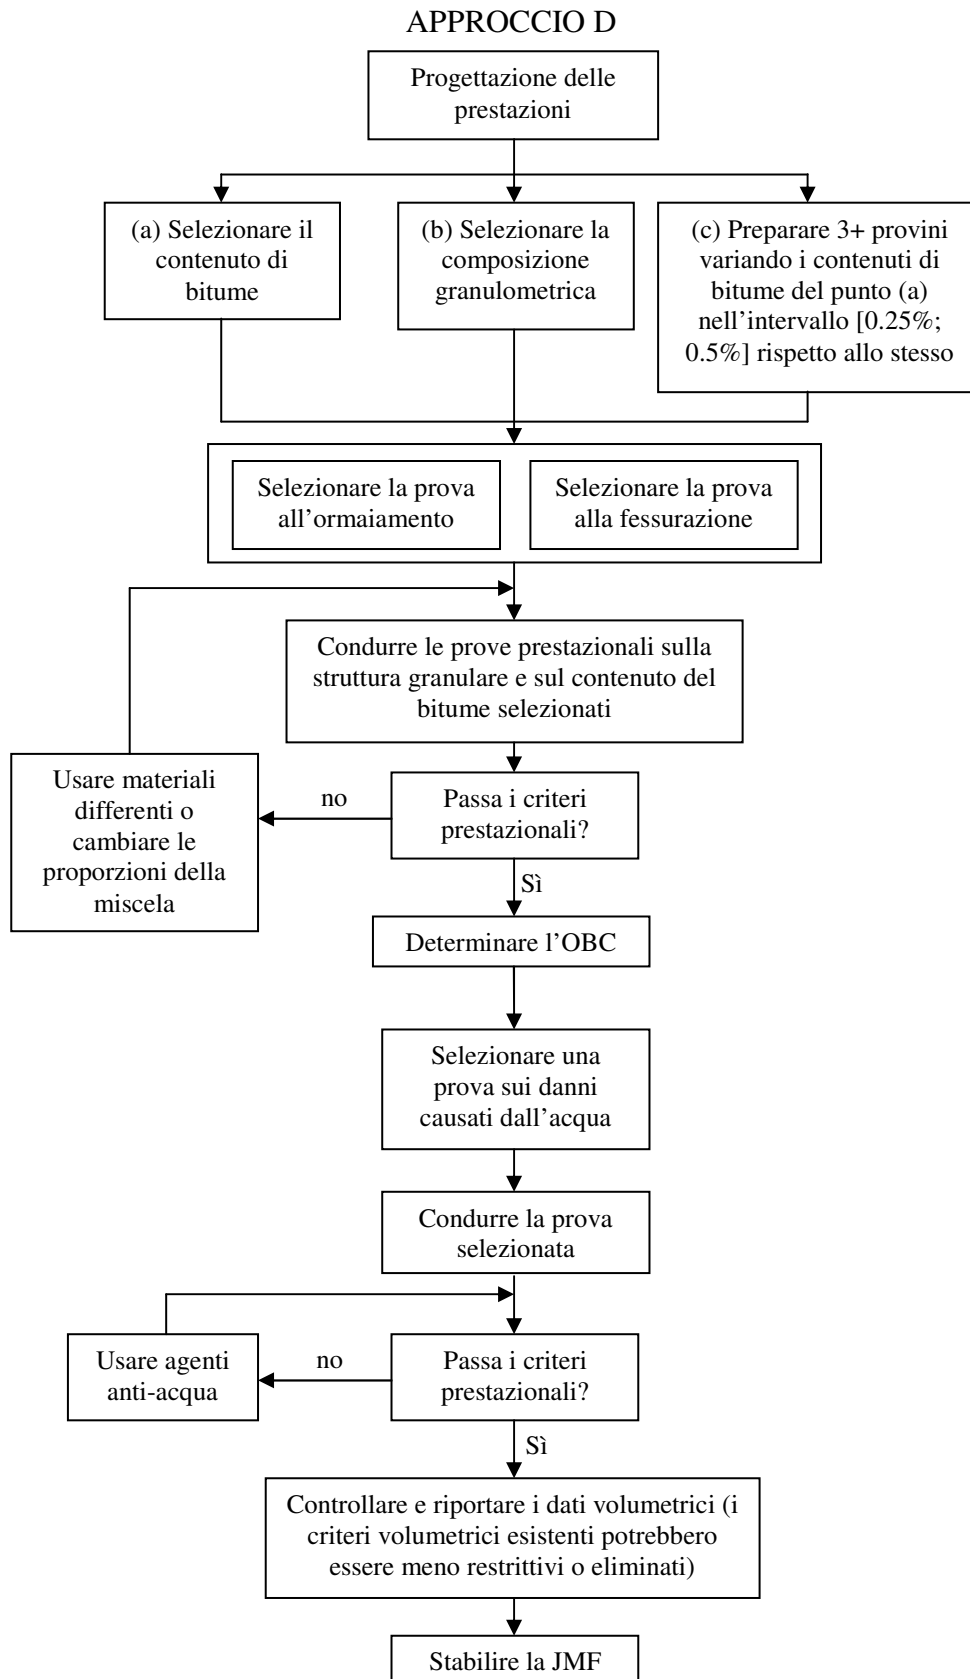 APPROCCIO D
Progettazione delle
prestazioni
(a) Selezionare il
contenuto di
bitume
(b) Selezionare la
composizione
granulometrica
(c) Preparare 3+ provini
variando i contenuti di
bitume del punto (a)
nell’intervallo [0.25%;
0.5%] rispetto allo stesso
Selezionare la prova
all’ormaiamento
Selezionare la prova
alla fessurazione
Condurre le prove prestazionali sulla
struttura granulare e sul contenuto del
bitume selezionati
Usare materiali
differenti o
cambiare le
proporzioni della
miscela
no
Passa i criteri
prestazionali?
Sì
Determinare l’OBC
Selezionare una
prova sui danni
causati dall’acqua
Condurre la prova
selezionata
Usare agenti
anti-acqua
no
Passa i criteri
prestazionali?
Sì
Controllare e riportare i dati volumetrici (i
criteri volumetrici esistenti potrebbero
essere meno restrittivi o eliminati)
Stabilire la JMF